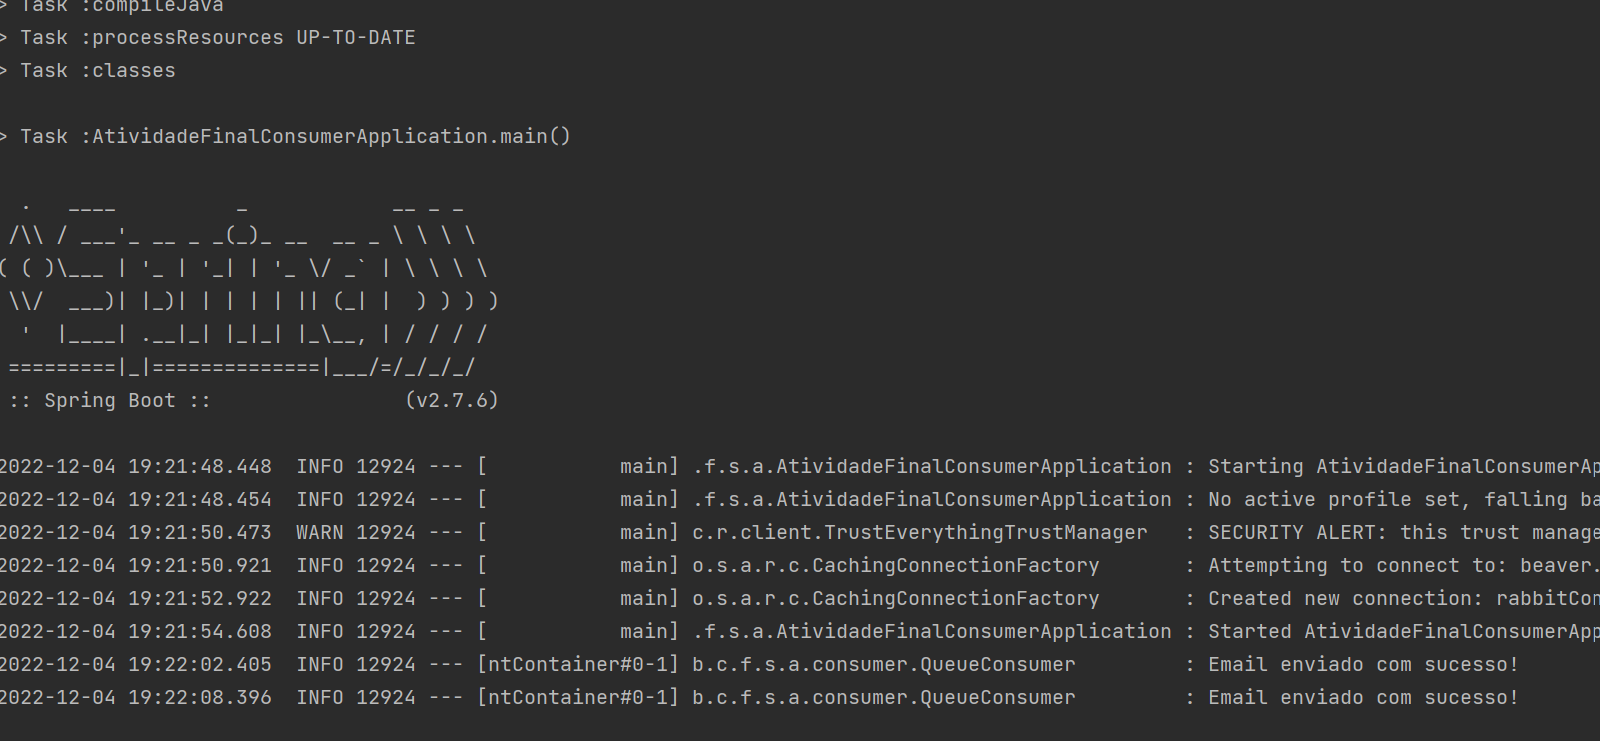 > Task :compileJava
> Task :processResources UP-TO-DATE
> Task :classes
> Task :AtividadeFinalConsumerApplication.main()
  .   ____          _            __ _ _
 /\\ / ___'_ __ _ _(_)_ __  __ _ \ \ \ \
( ( )\___ | '_ | '_| | '_ \/ _` | \ \ \ \
 \\/  ___)| |_)| | | | | || (_| |  ) ) ) )
  '  |____| .__|_| |_|_| |_\__, | / / / /
 =========|_|==============|___/=/_/_/_/
 :: Spring Boot ::                (v2.7.6)
2022-12-04 19:21:48.448  INFO 12924 --- [           main] .f.s.a.AtividadeFinalConsumerApplication : Starting AtividadeFinalConsumerAp
2022-12-04 19:21:48.454  INFO 12924 --- [           main] .f.s.a.AtividadeFinalConsumerApplication : No active profile set, falling ba
2022-12-04 19:21:50.473  WARN 12924 --- [           main] c.r.client.TrustEverythingTrustManager   : SECURITY ALERT: this trust manage
2022-12-04 19:21:50.921  INFO 12924 --- [           main] o.s.a.r.c.CachingConnectionFactory       : Attempting to connect to: beaver.
2022-12-04 19:21:52.922  INFO 12924 --- [           main] o.s.a.r.c.CachingConnectionFactory       : Created new connection: rabbitCon
2022-12-04 19:21:54.608  INFO 12924 --- [           main] .f.s.a.AtividadeFinalConsumerApplication : Started AtividadeFinalConsumerApp
2022-12-04 19:22:02.405  INFO 12924 --- [ntContainer#0-1] b.c.f.s.a.consumer.QueueConsumer         : Email enviado com sucesso!
2022-12-04 19:22:08.396  INFO 12924 --- [ntContainer#0-1] b.c.f.s.a.consumer.QueueConsumer         : Email enviado com sucesso!